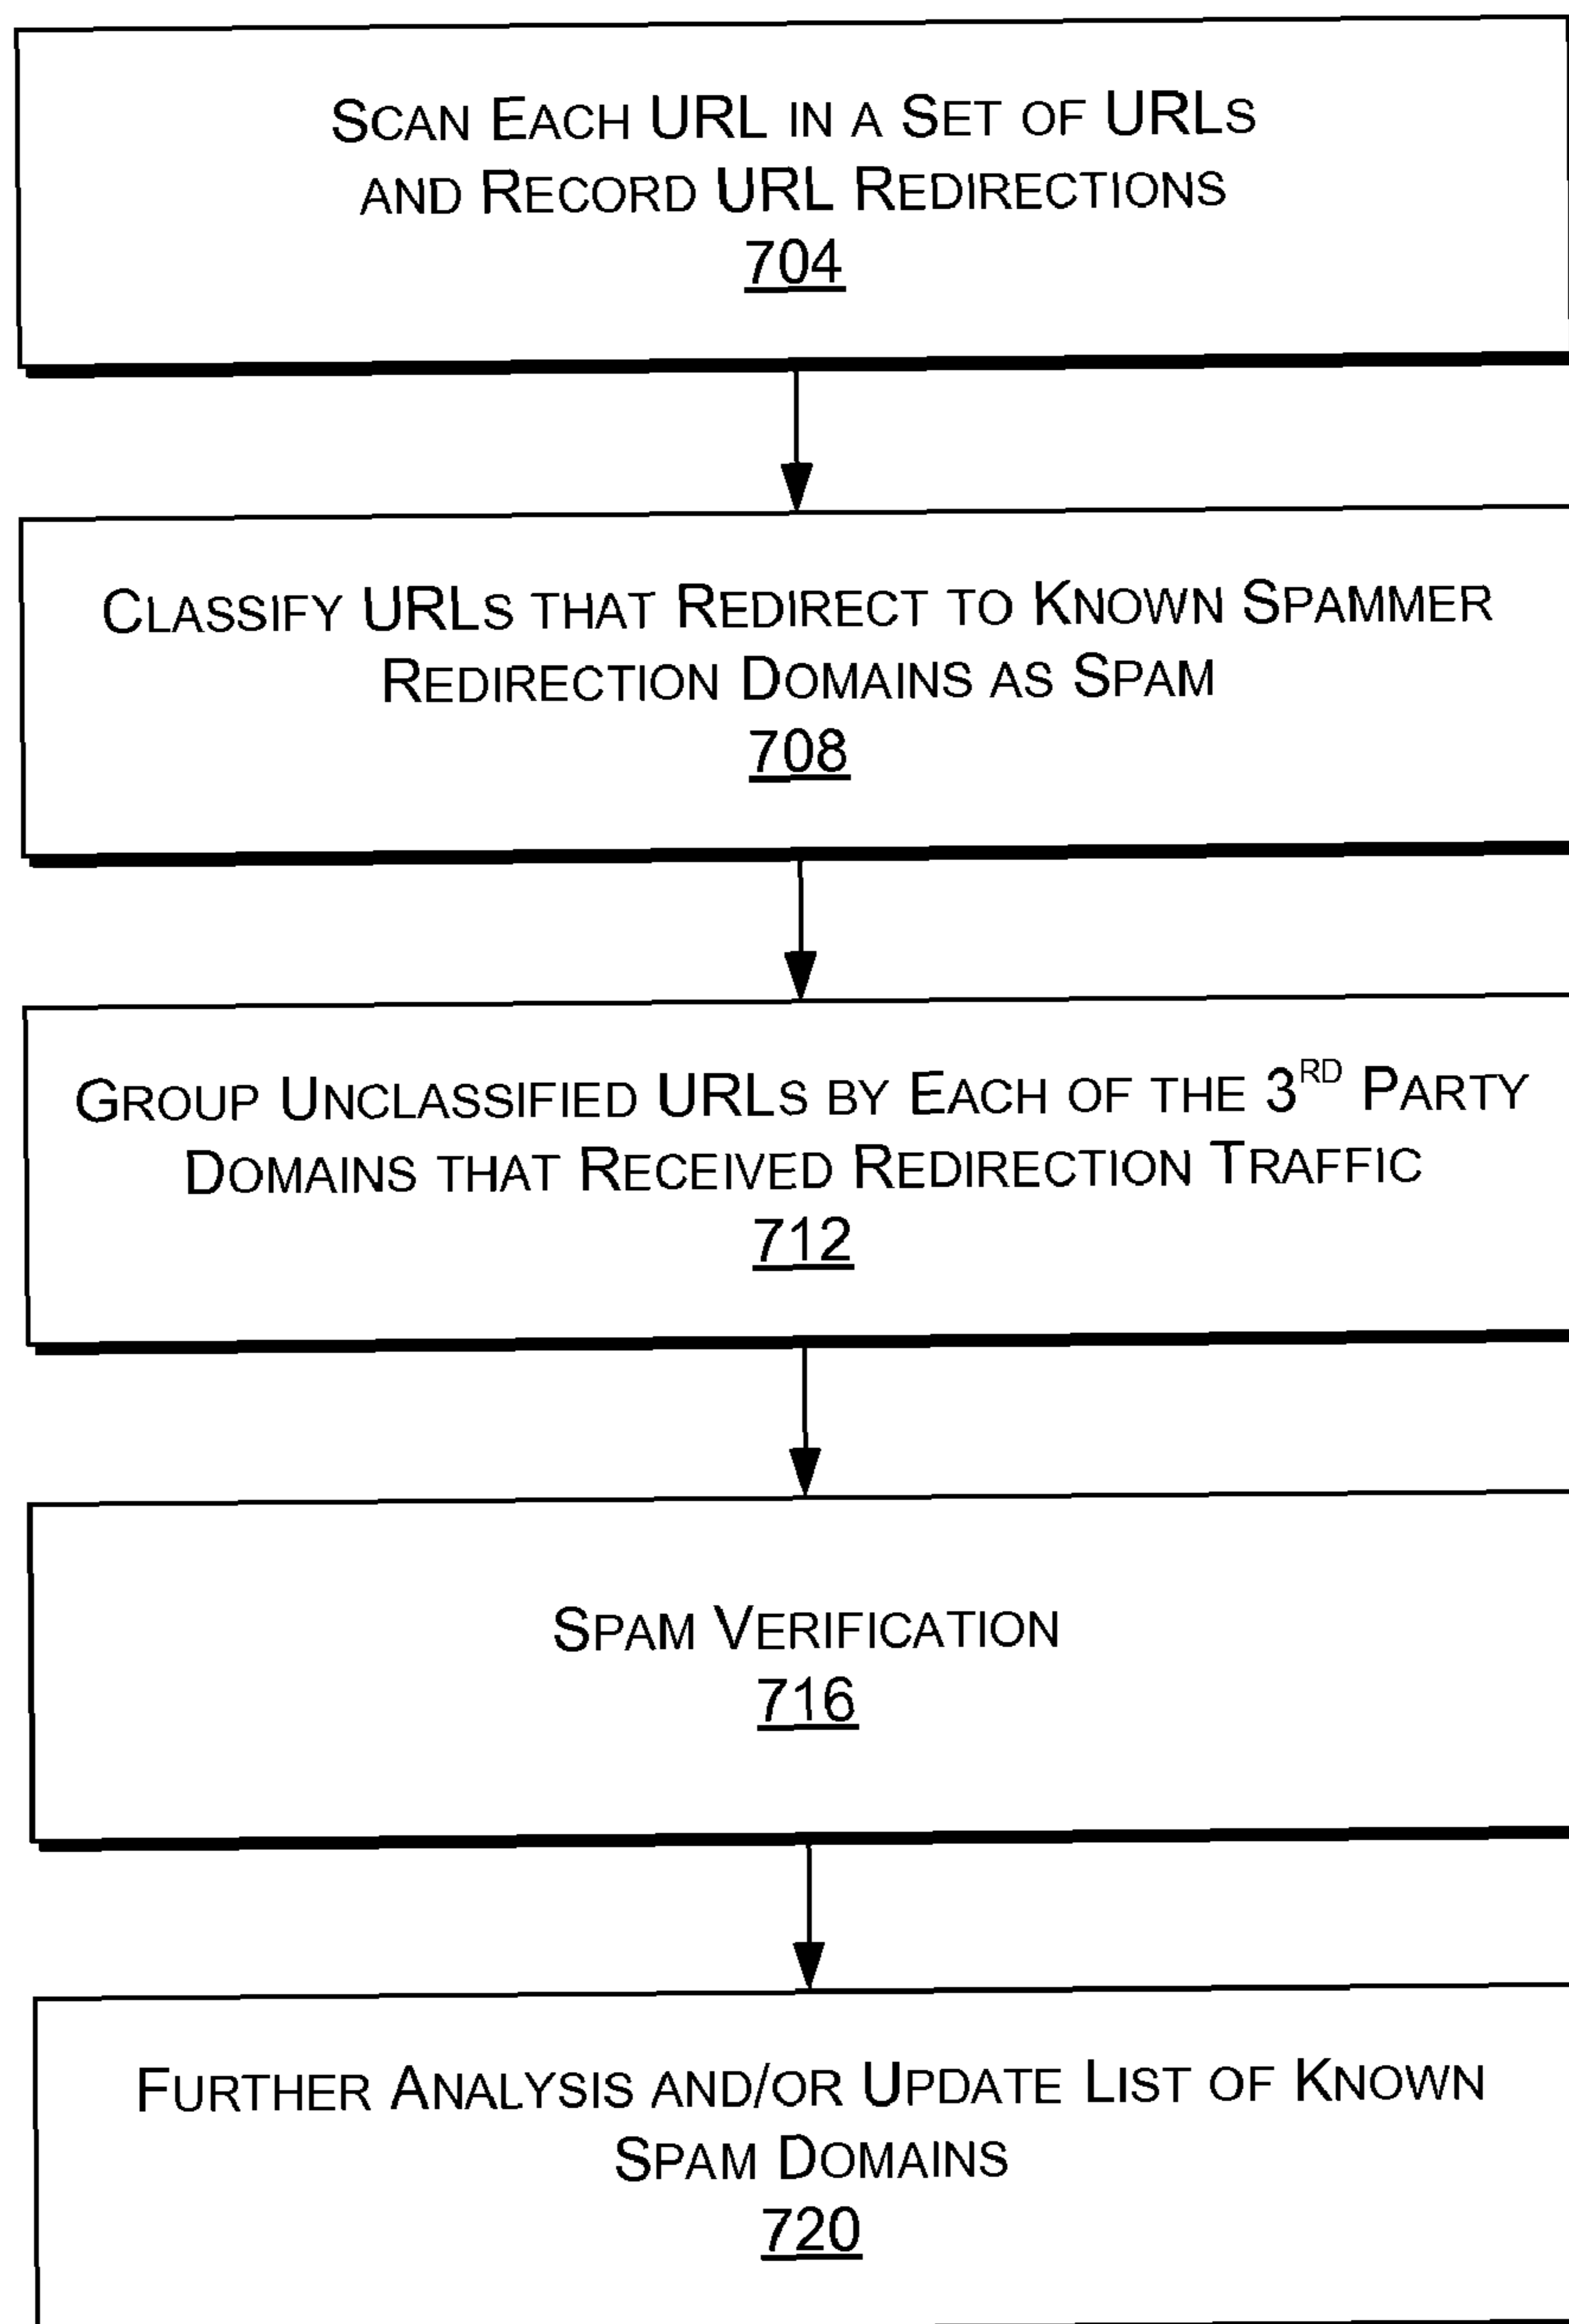 SCAN EACH URL IN A SET OF URLS
AND RECORD URL REDIRECTIONS
704
CLASSIFY URLS THAT REDIRECT TO KNOWN SPAMMER
REDIRECTION DOMAINS AS SPAM
708
GROUP UNCLASSIFIED URLS BY EACH OF THE 3RD PARTY
DOMAINS THAT RECEIVED REDIRECTION TRAFFIC
712
SPAM VERIFICATION
716
FURTHER ANALYSIS AND/OR UPDATE LIST OF KNOWN
SPAM DOMAINS
720